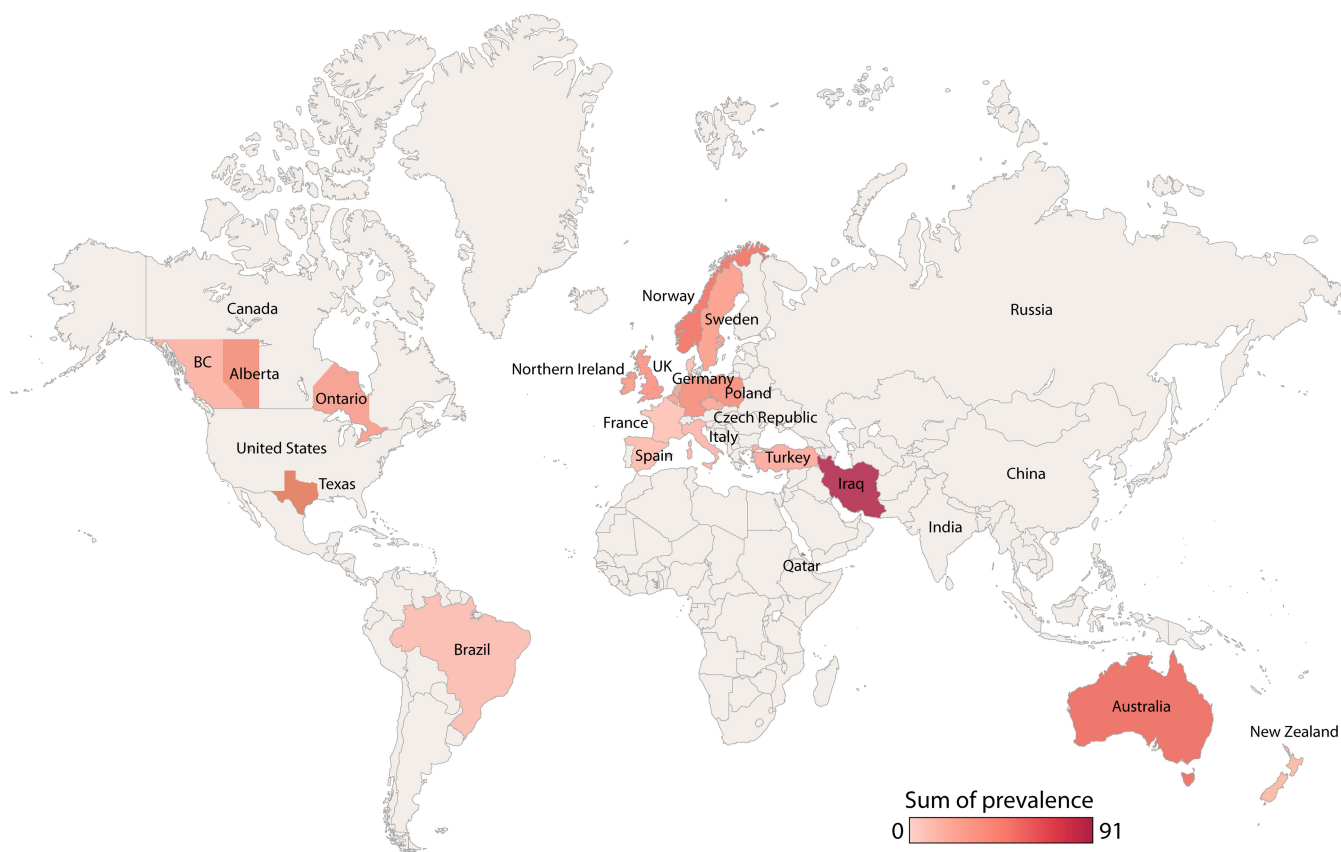 Norway
Canada
Russia
Sweden
BC
Alberta
Northern Ireland
UK
Germany
Poland
Ontario
France
Czech Republic
Italy
United States
Spain
Turkey
Texas
Iraq
China
India
Qatar
Brazil
Australia
New Zealand
Sum of prevalence
0
91